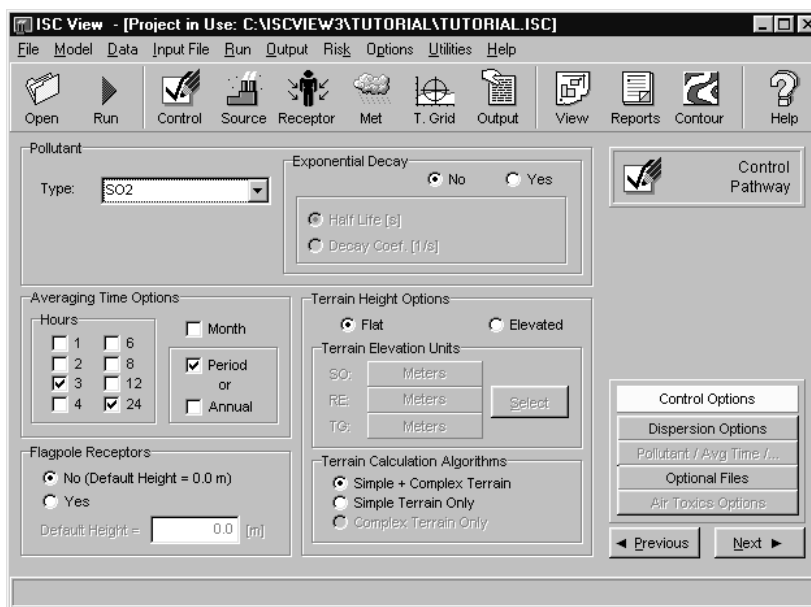 ISC View - [Project in Use: C:\ISCVIEW3\TUTORIAL\TUTORIAL.ISC]
File Model Data Input File Run Output Risk Options Utilities Help
Open Run Control Source Receptor Met T. Grid Output View Reports Contour Help
Pollutant
Type: SO2
Exponential Decay
No Yes
Half Life [s]
Decay Coef. [1/s]
Control
Pathway
Averaging Time Options
Hours
1 6
2 8
3 12
4 24
Month
Period
or
Annual
Terrain Height Options
Flat Elevated
Terrain Elevation Units
SO: Meters
RE: Meters
TG: Meters
Select
Flagpole Receptors
No (Default Height = 0.0 m)
Yes
Default Height = 0.0 [m]
Terrain Calculation Algorithms
Simple + Complex Terrain
Simple Terrain Only
Complex Terrain Only
Control Options
Dispersion Options
Pollutant / Avg Time /...
Optional Files
Air Toxics Options
Previous Next